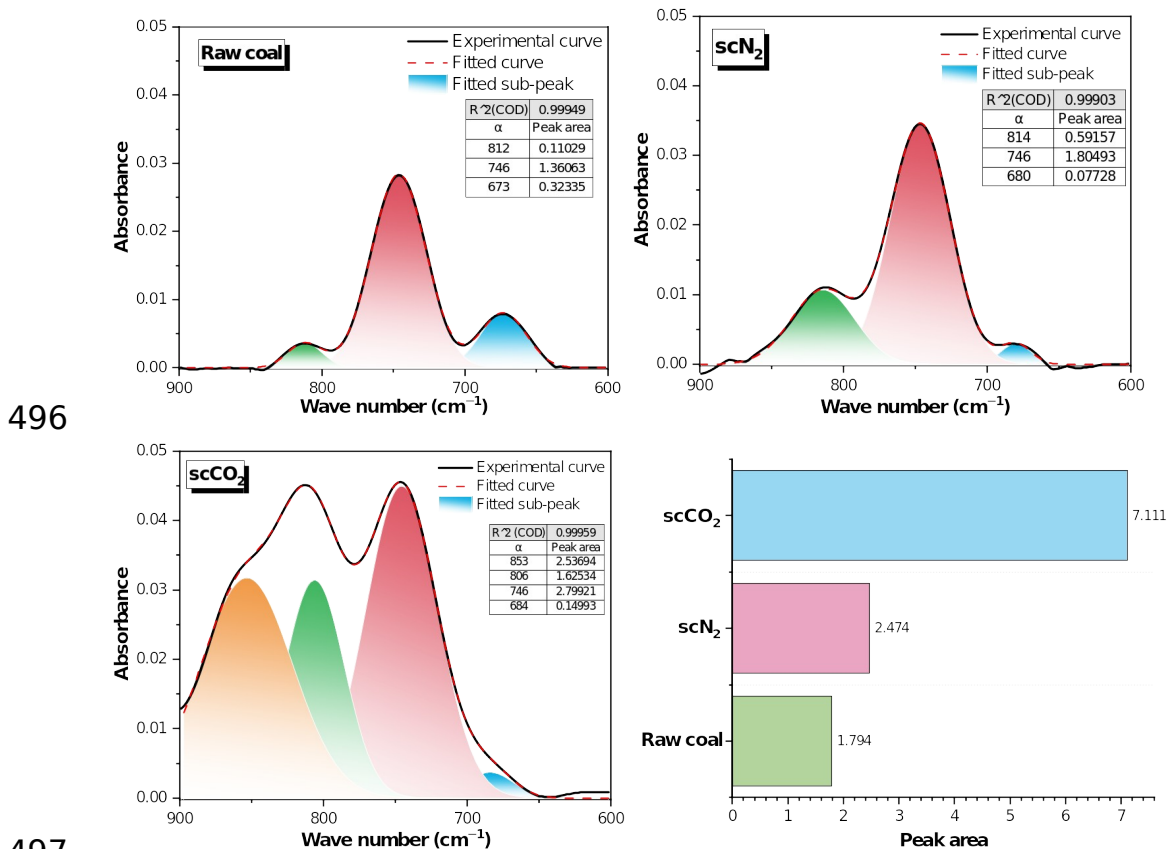 Raw coal
Experimental curve
Fitted curve
Fitted sub-peak
R^2(COD) 0.99949
α Peak area
812 0.11029
746 1.36063
673 0.32335
0.05
0.04
0.03
0.02
0.01
0.00
Absorbance
900 800 700 600
Wave number (cm⁻¹)
scN₂
Experimental curve
Fitted curve
Fitted sub-peak
R^2(COD) 0.99903
α Peak area
814 0.59157
746 1.80493
680 0.07728
0.05
0.04
0.03
0.02
0.01
0.00
Absorbance
900 800 700 600
Wave number (cm⁻¹)
496
scCO₂
Experimental curve
Fitted curve
Fitted sub-peak
R^2 (COD) 0.99959
α Peak area
853 2.53694
806 1.62534
746 2.79921
684 0.14993
0.05
0.04
0.03
0.02
0.01
0.00
Absorbance
900 800 700 600
Wave number (cm⁻¹)
scCO₂ 7.111
scN₂ 2.474
Raw coal 1.794
0 1 2 3 4 5 6 7
Peak area
497